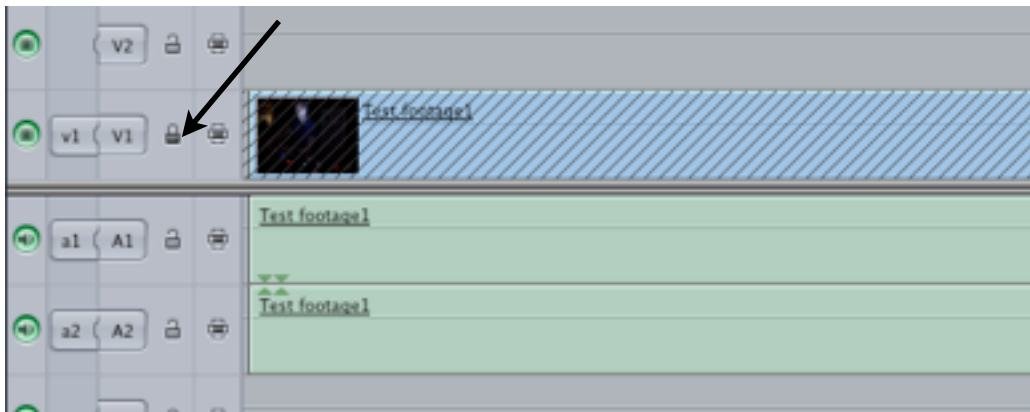 V2
v1 V1 Test footage1
Test footage1
a1 A1
Test footage1
a2 A2